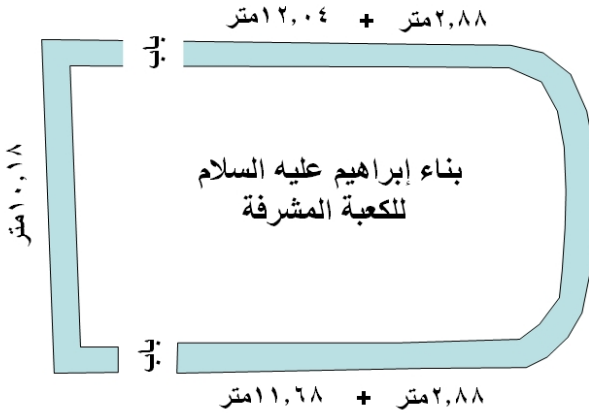 ٢,٨٨متر + ١٢,٠٤متر
باب
بناء إبراهيم عليه السلام
للكعبة المشرفة
١٠,١٨متر
باب
٢,٨٨متر + ١١,٦٨متر